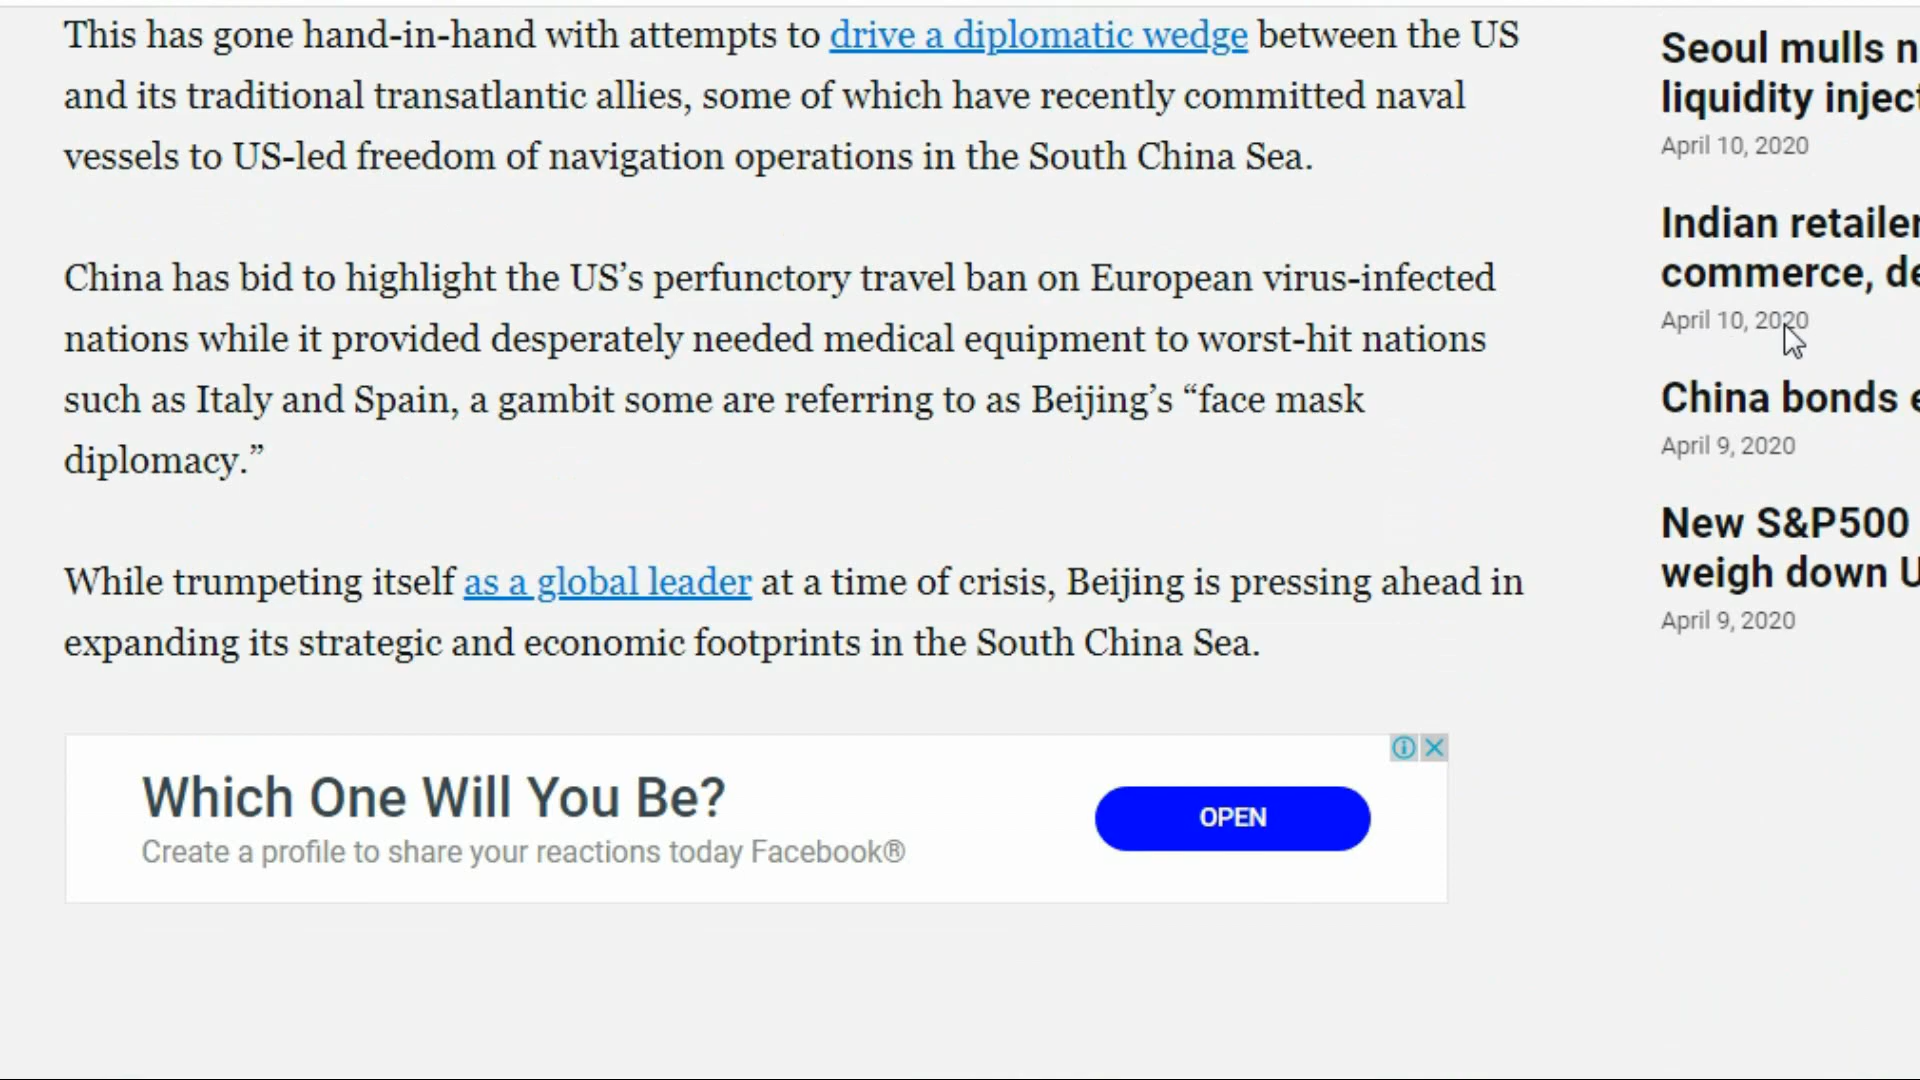 This has gone hand-in-hand with attempts to drive a diplomatic wedge between the US
and its traditional transatlantic allies, some of which have recently committed naval
vessels to US-led freedom of navigation operations in the South China Sea.
China has bid to highlight the US’s perfunctory travel ban on European virus-infected
nations while it provided desperately needed medical equipment to worst-hit nations
such as Italy and Spain, a gambit some are referring to as Beijing’s “face mask
diplomacy.”
While trumpeting itself as a global leader at a time of crisis, Beijing is pressing ahead in
expanding its strategic and economic footprints in the South China Sea.
Which One Will You Be?
Create a profile to share your reactions today Facebook®
OPEN
Seoul mulls
liquidity
April 10, 2020
Indian
commerce,
April 10, 2020
China bonds
April 9, 2020
New S&P500
weigh down
April 9, 2020